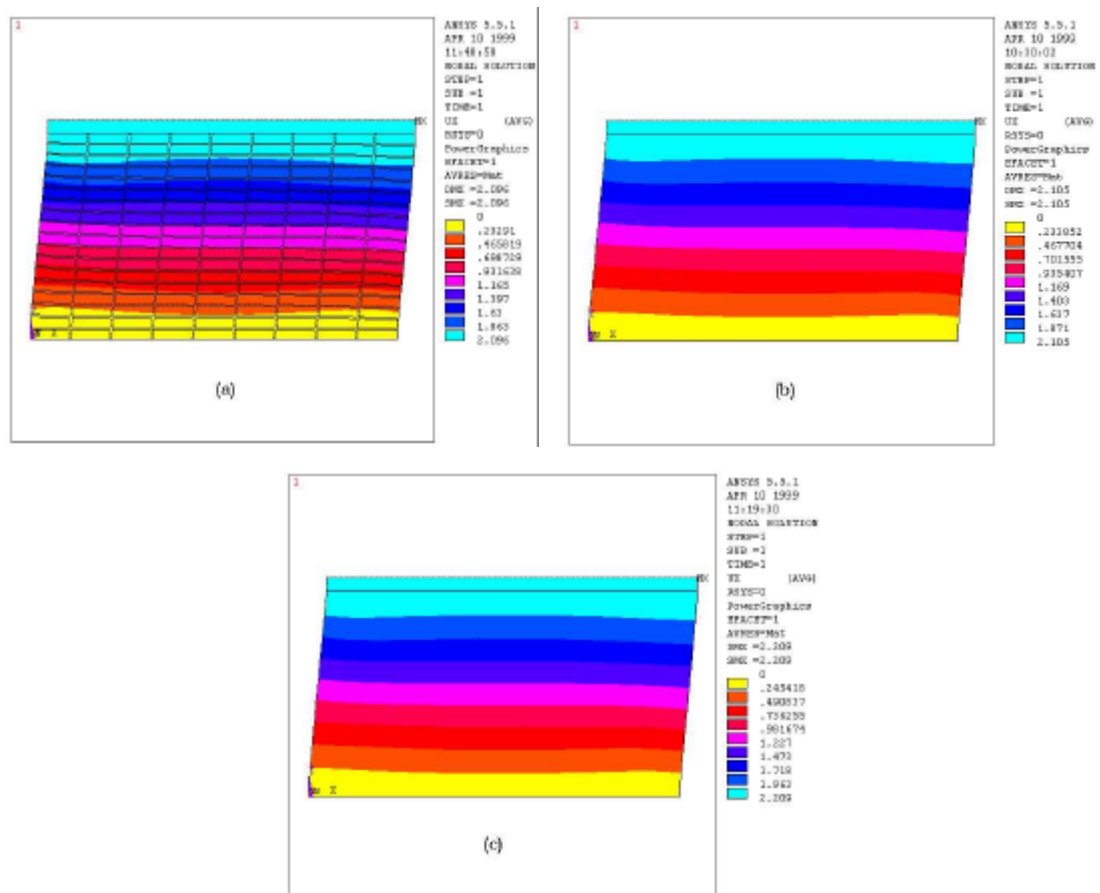 1
ANSYS 5.5.1
APR 10 1999
11:48:58
NODAL SOLUTION
STEP=1
SUB =1
TIME=1
UX (AVG)
RSYS=0
PowerGraphics
EFACET=1
AVRES=Mat
DMX =2.096
SMX =2.096
0
.23291
.465819
.698729
.931638
1.165
1.397
1.63
1.863
2.096
MX
X
(a)
1
ANSYS 5.5.1
APR 10 1999
10:30:02
NODAL SOLUTION
STEP=1
SUB =1
TIME=1
UX (AVG)
RSYS=0
PowerGraphics
EFACET=1
AVRES=Mat
DMX =2.105
SMX =2.105
0
.233852
.467704
.701555
.935407
1.169
1.403
1.637
1.871
2.105
MX
X
(b)
1
ANSYS 5.5.1
APR 10 1999
11:19:30
NODAL SOLUTION
STEP=1
SUB =1
TIME=1
UX (AVG)
RSYS=0
PowerGraphics
EFACET=1
AVRES=Mat
DMX =2.209
SMX =2.209
0
.245418
.490837
.736255
.981674
1.227
1.473
1.718
1.963
2.209
MX
X
(c)